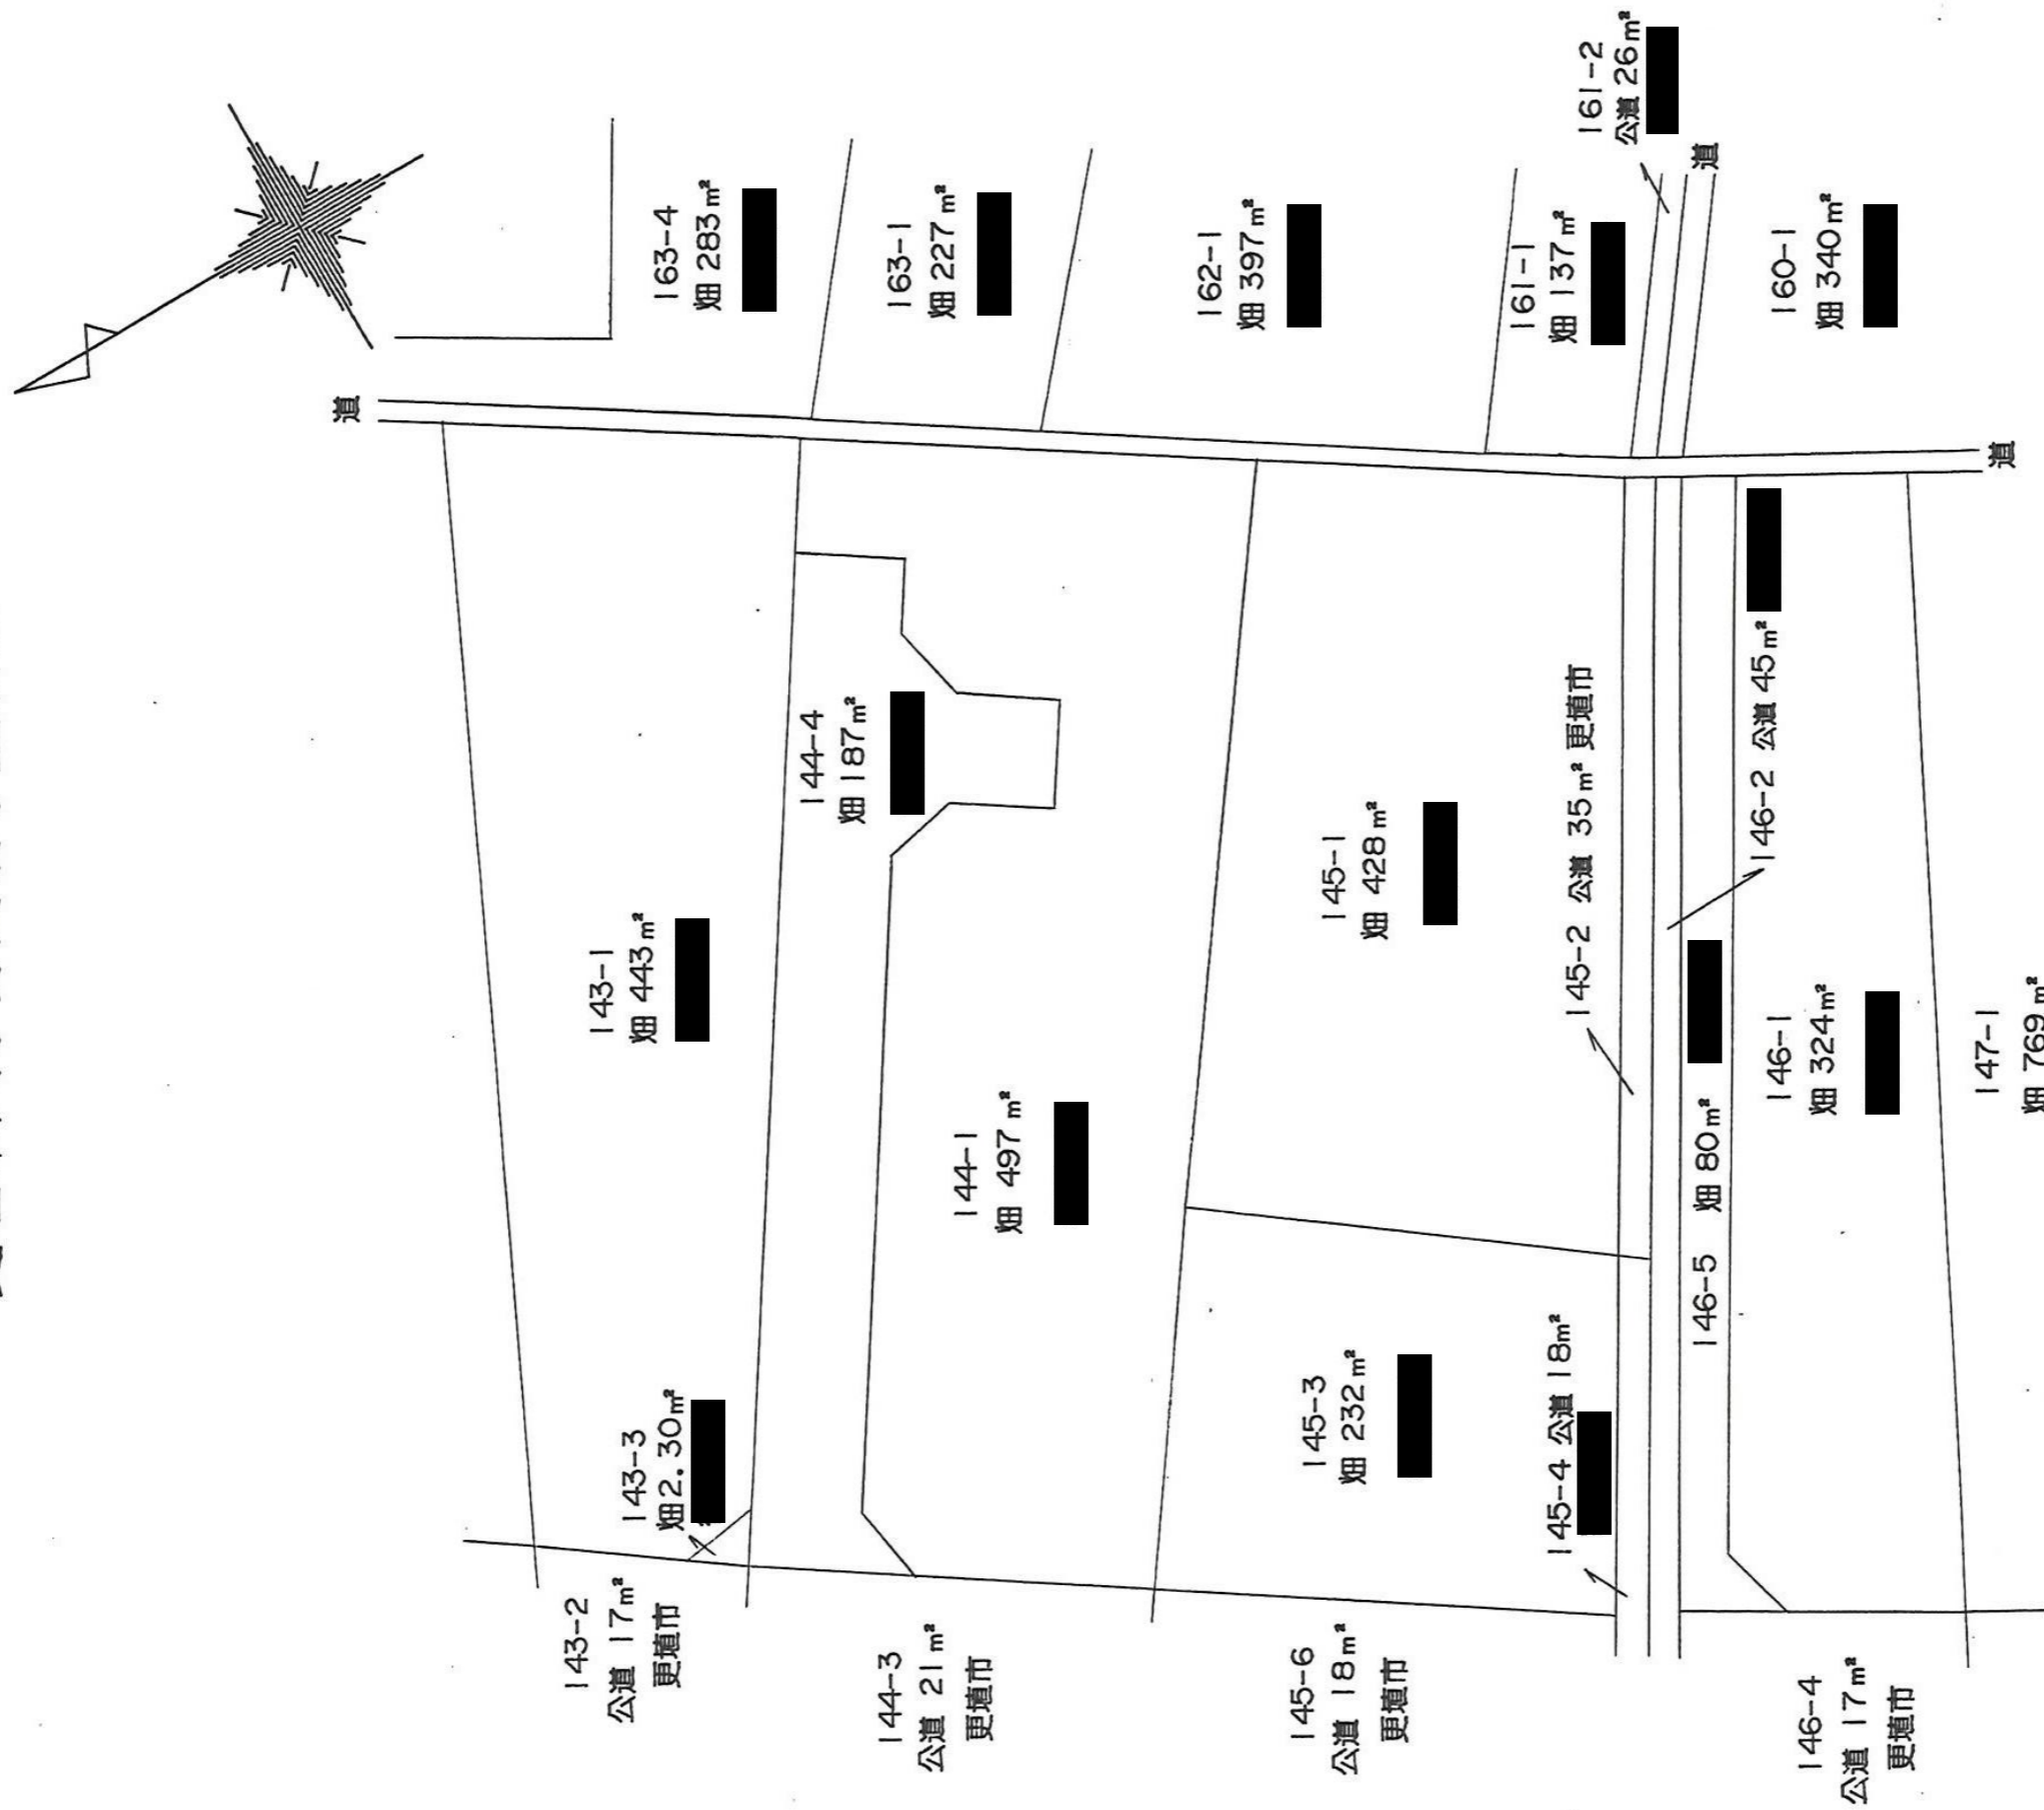 道
163-4
畑 283m²
163-1
畑 227m²
162-1
畑 397m²
161-1
畑 137m²
161-2
公道 26m²
道
160-1
畑 340m²
道
143-1
畑 443m²
144-4
畑 187m²
144-1
畑 497m²
145-1
畑 428m²
145-2 公道 35m² 更埴市
146-2 公道 45m²
146-5 畑 80m²
146-1
畑 324m²
147-1
畑 769m²
143-3
畑2.30m²
145-3
畑 232m²
145-4 公道 18m²
143-2
公道 17m²
更埴市
144-3
公道 21m²
更埴市
145-6
公道 18m²
更埴市
146-4
公道 17m²
更埴市